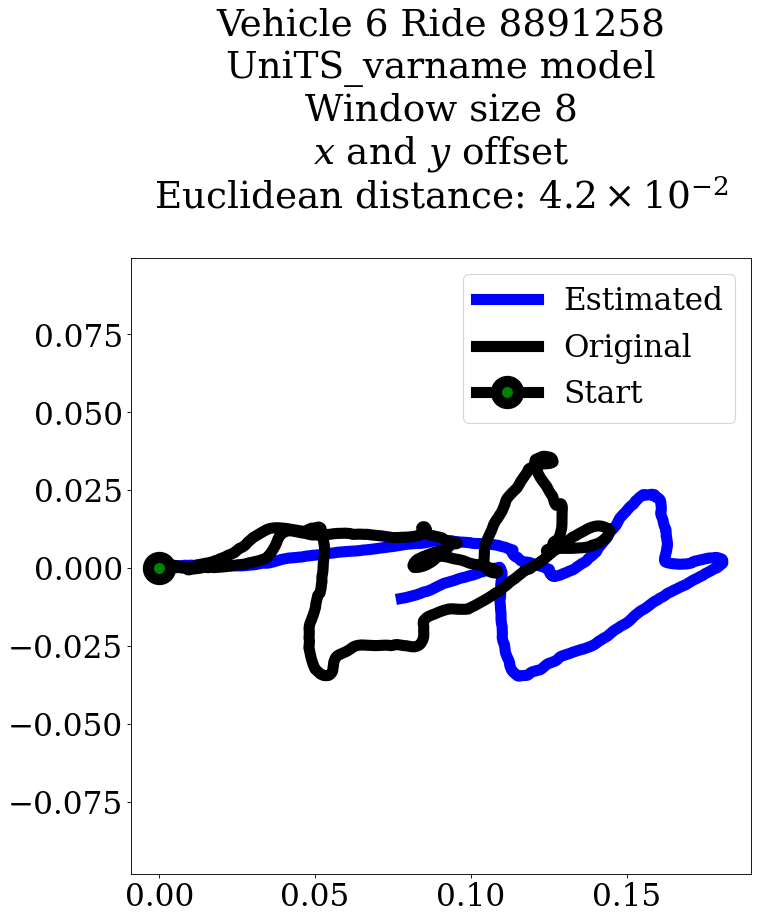 Vehicle 6 Ride 8891258
UniTS_varname model
Window size 8
x and y offset
Euclidean distance: 4.2 × 10⁻²
Estimated
Original
Start
0.075
0.050
0.025
0.000
−0.025
−0.050
−0.075
0.00 0.05 0.10 0.15